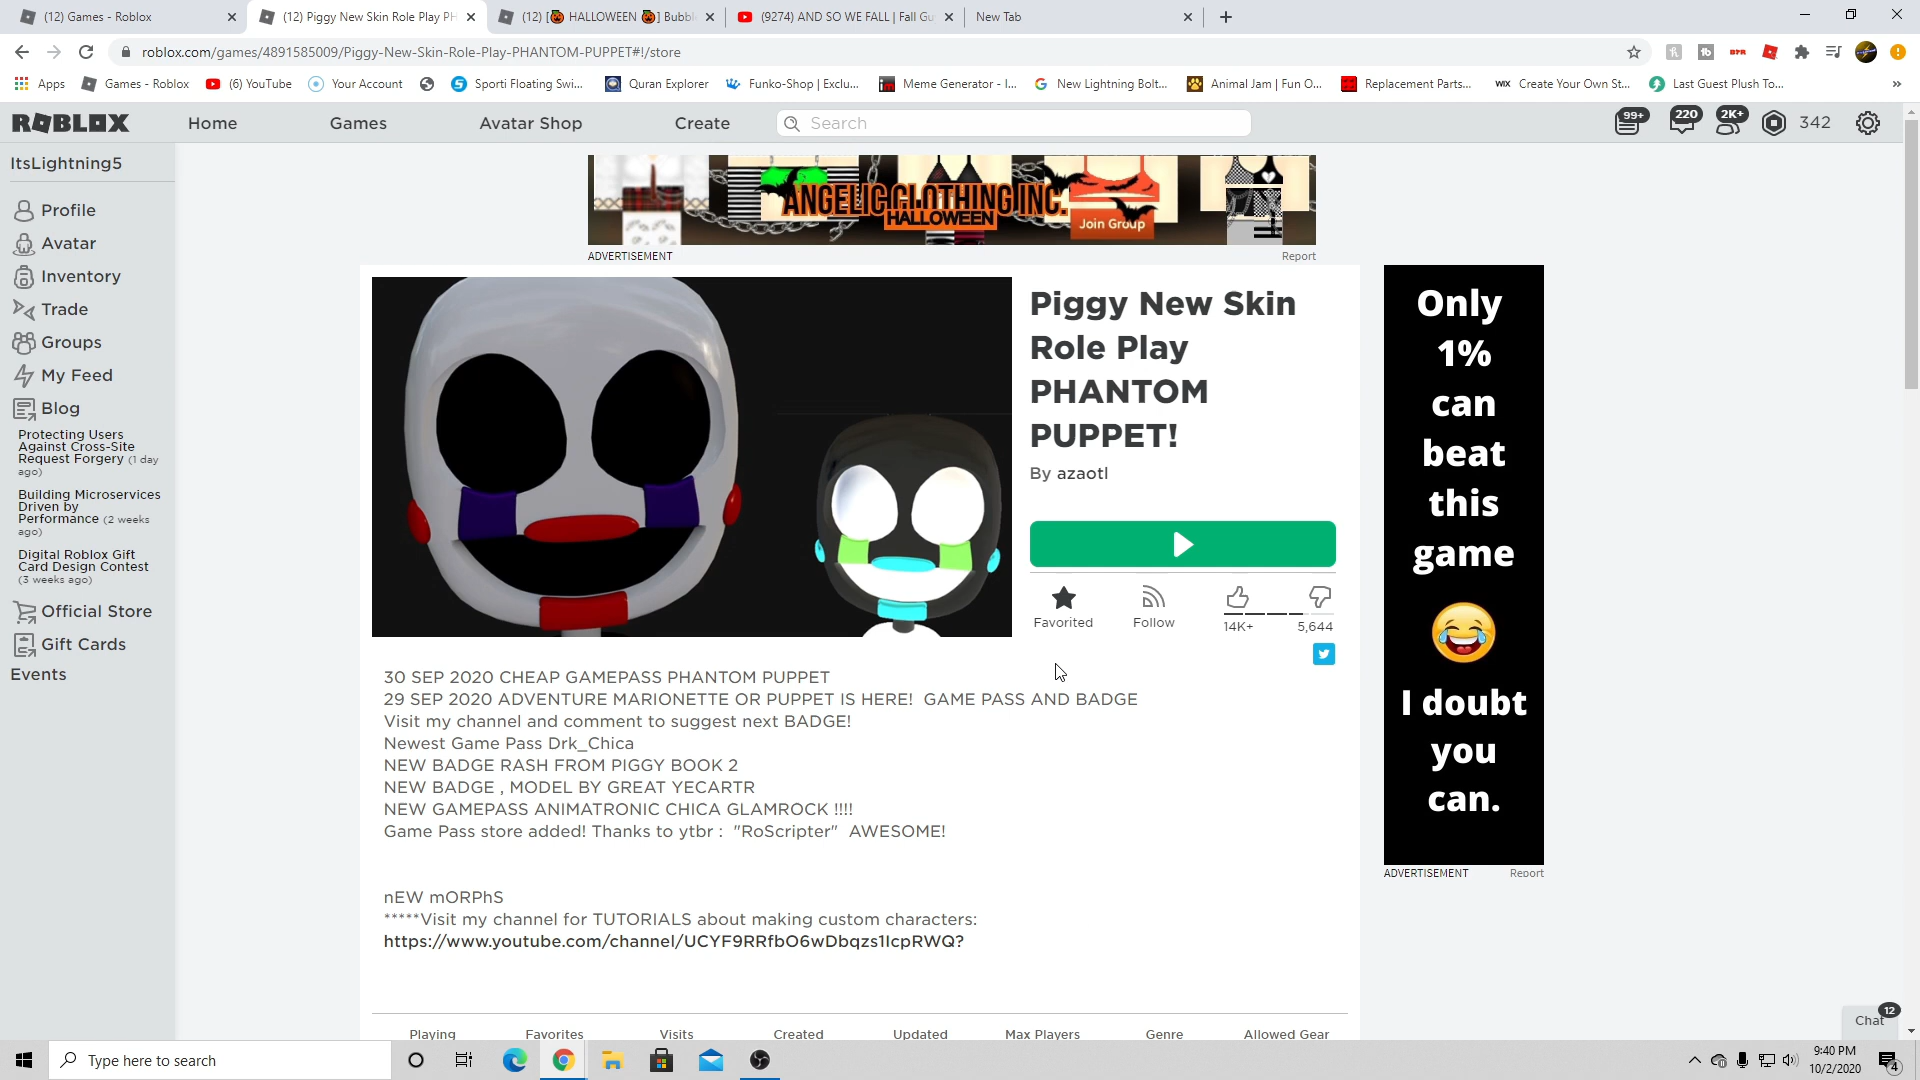 (12) Games - Roblox
(12) Piggy New Skin Role Play PH
(12) [🎃 HALLOWEEN 🎃] Bubbl
(9274) AND SO WE FALL | Fall Gu
New Tab
roblox.com/games/4891585009/Piggy-New-Skin-Role-Play-PHANTOM-PUPPET#!/store
Apps
Games - Roblox
(6) YouTube
Your Account
Sporti Floating Swi...
Quran Explorer
Funko-Shop | Exclu...
Meme Generator - I...
New Lightning Bolt...
Animal Jam | Fun O...
Replacement Parts...
WIX
Create Your Own St...
Last Guest Plush To...
»
ROBLOX
Home
Games
Avatar Shop
Create
Search
99+
220
2K+
342
ItsLightning5
Profile
Avatar
Inventory
Trade
Groups
My Feed
Blog
Protecting Users
Against Cross-Site
Request Forgery (1 day
ago)
Building Microservices
Driven by
Performance (2 weeks
ago)
Digital Roblox Gift
Card Design Contest
(3 weeks ago)
Official Store
Gift Cards
Events
ANGELIC CLOTHING INC.
HALLOWEEN
Join Group
ADVERTISEMENT
Report
Piggy New Skin
Role Play
PHANTOM
PUPPET!
By azaotl
Favorited
Follow
14K+
5,644
30 SEP 2020 CHEAP GAMEPASS PHANTOM PUPPET
29 SEP 2020 ADVENTURE MARIONETTE OR PUPPET IS HERE!  GAME PASS AND BADGE
Visit my channel and comment to suggest next BADGE!
Newest Game Pass Drk_Chica
NEW BADGE RASH FROM PIGGY BOOK 2
NEW BADGE , MODEL BY GREAT YECARTR
NEW GAMEPASS ANIMATRONIC CHICA GLAMROCK !!!!
Game Pass store added! Thanks to ytbr :  "RoScripter"  AWESOME!
nEW mORPhS
*****Visit my channel for TUTORIALS about making custom characters:
https://www.youtube.com/channel/UCYF9RRfbO6wDbqzs1IcpRWQ?
Playing
Favorites
Visits
Created
Updated
Max Players
Genre
Allowed Gear
Only
1%
can
beat
this
game
😂
I doubt
you
can.
ADVERTISEMENT
Report
Chat
12
Type here to search
9:40 PM
10/2/2020
4